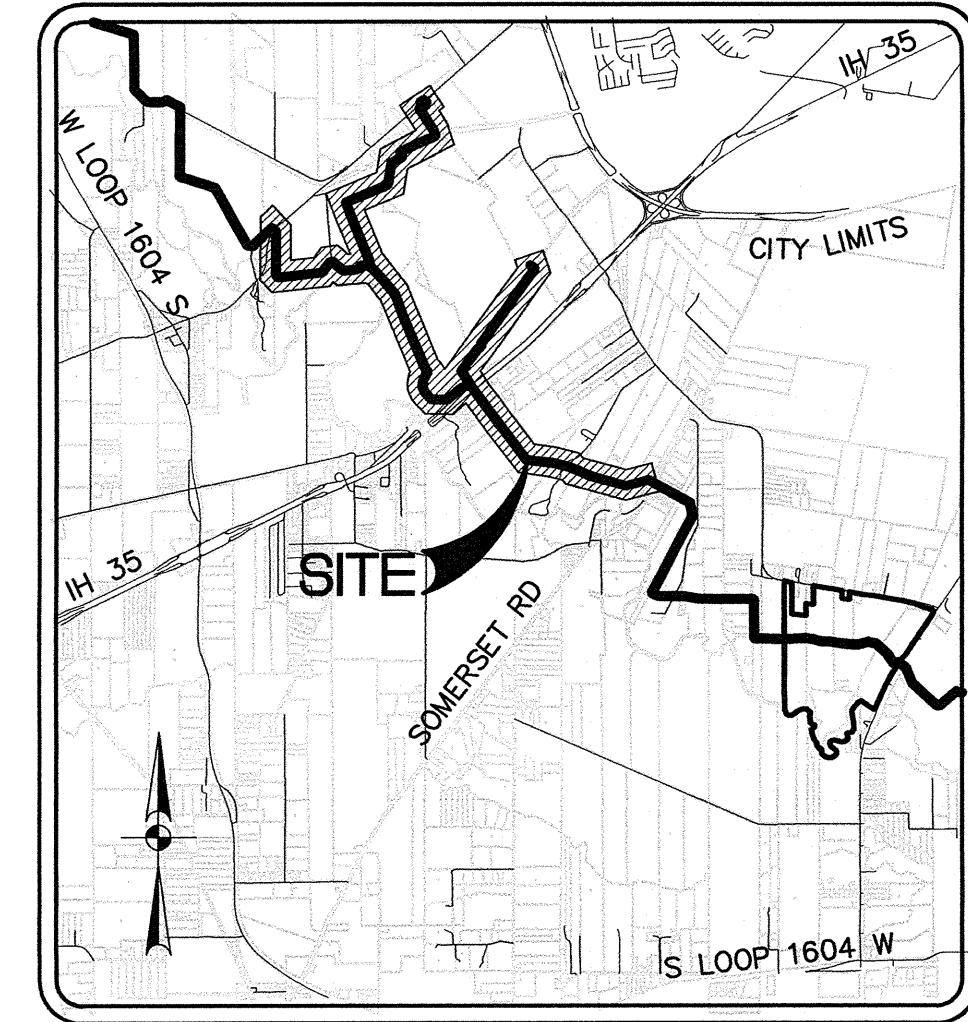 IH 35
W LOOP 1604 S
CITY LIMITS
IH 35
SITE
SOMERSET RD
S LOOP 1604 W